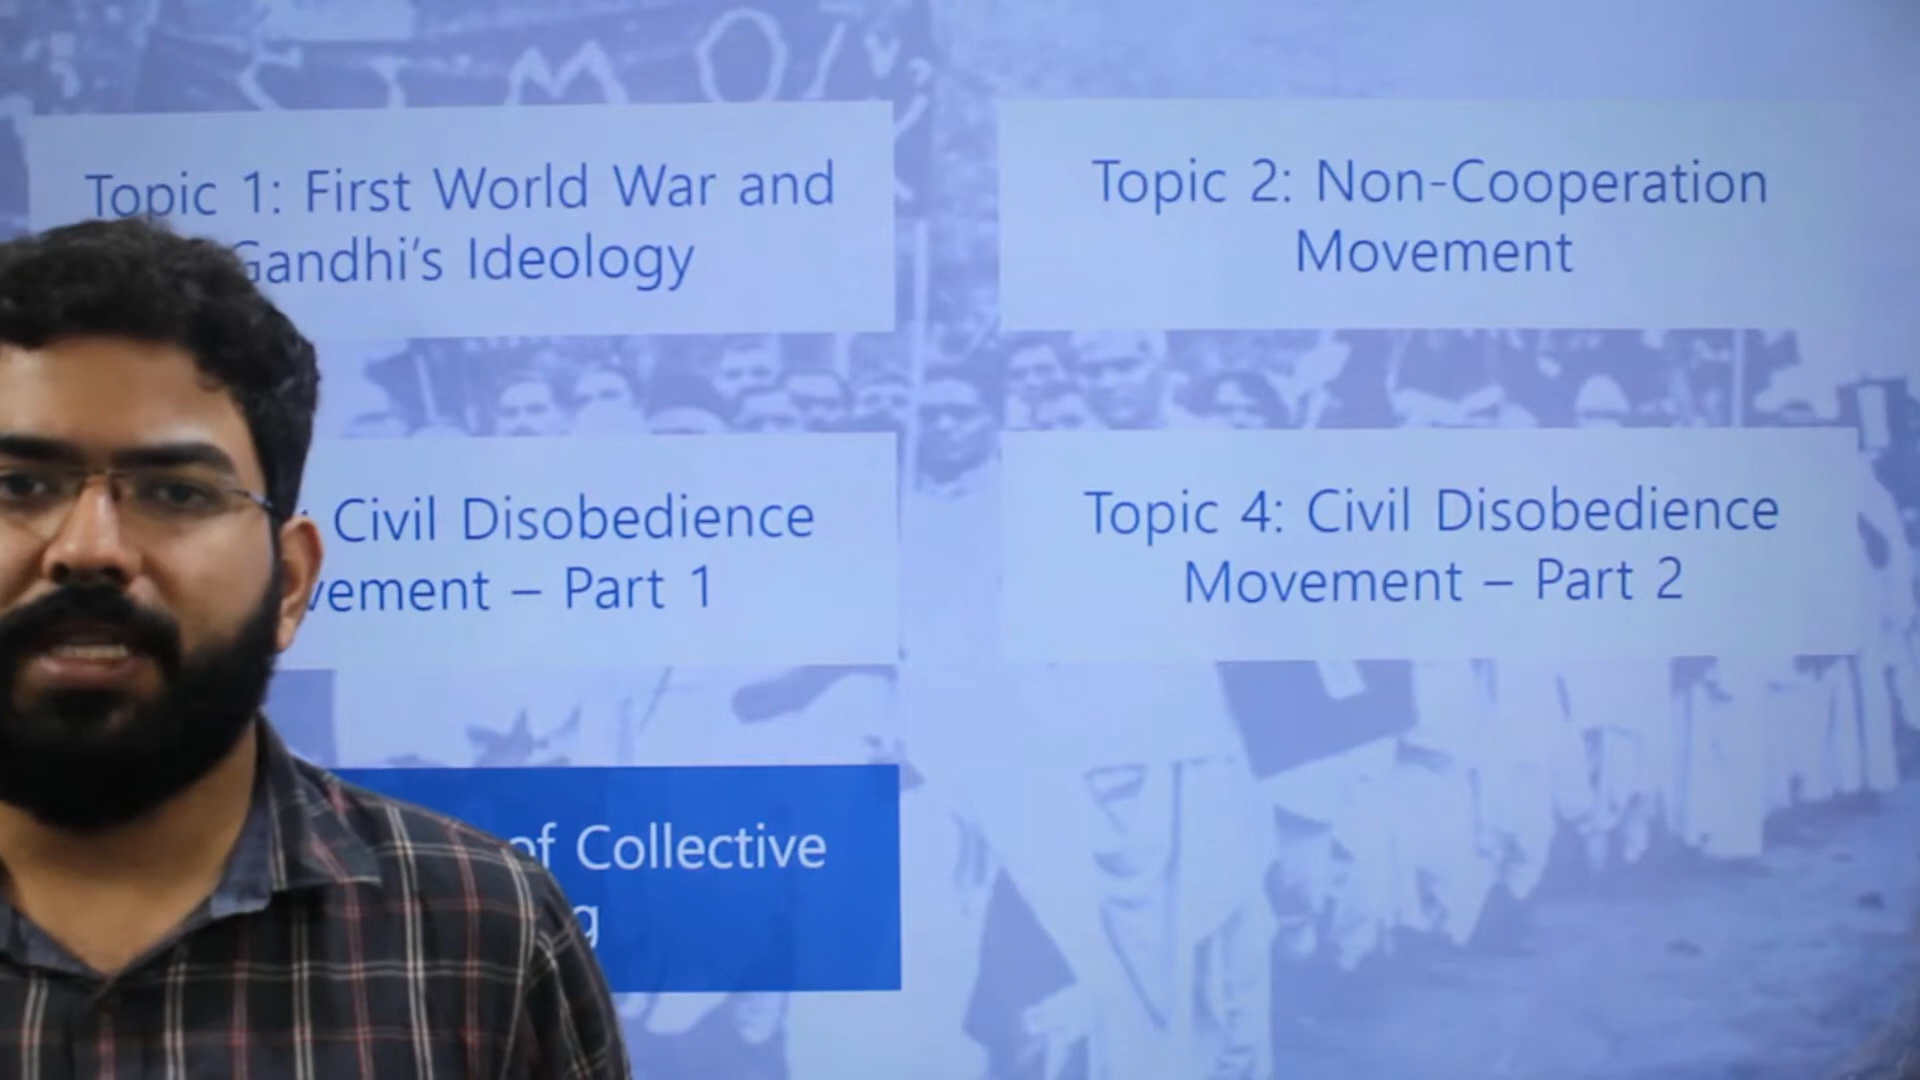 Topic 1: First World War and
Gandhi's Ideology
Topic 2: Non-Cooperation
Movement
: Civil Disobedience
vement – Part 1
Topic 4: Civil Disobedience
Movement – Part 2
of Collective